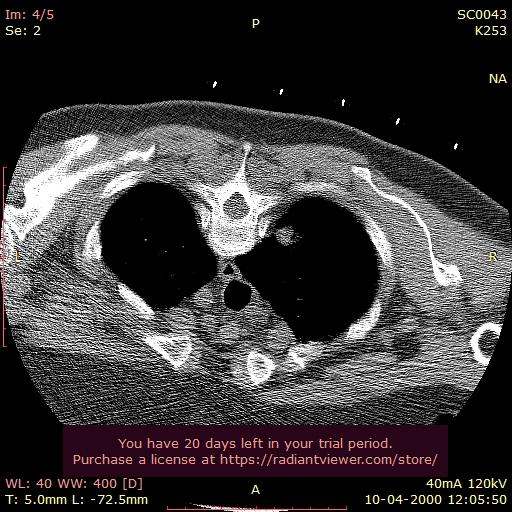 Im: 4/5
Se: 2
P
SC0043
K253
NA
L
R
You have 20 days left in your trial period.
Purchase a license at https://radiantviewer.com/store/
WL: 40 WW: 400 [D]
T: 5.0mm L: -72.5mm
A
40mA 120kV
10-04-2000 12:05:50